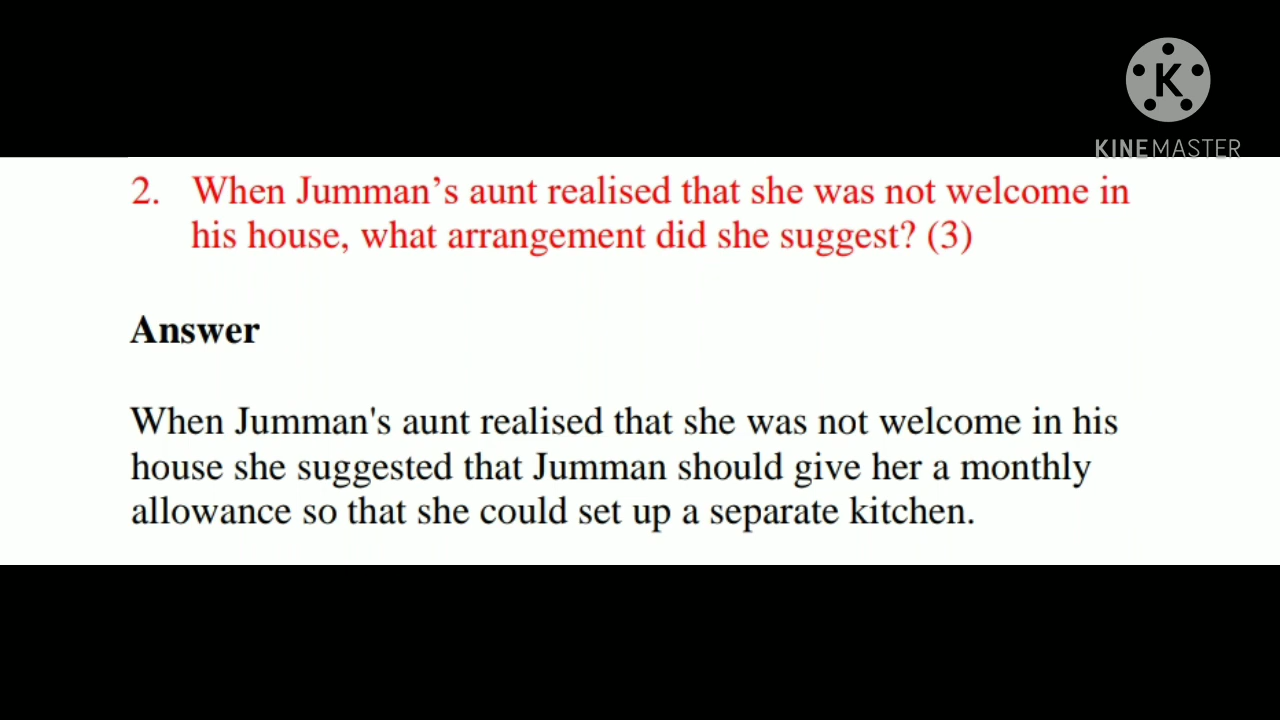 K
KINEMASTER
2. When Jumman’s aunt realised that she was not welcome in
his house, what arrangement did she suggest? (3)
Answer
When Jumman's aunt realised that she was not welcome in his
house she suggested that Jumman should give her a monthly
allowance so that she could set up a separate kitchen.